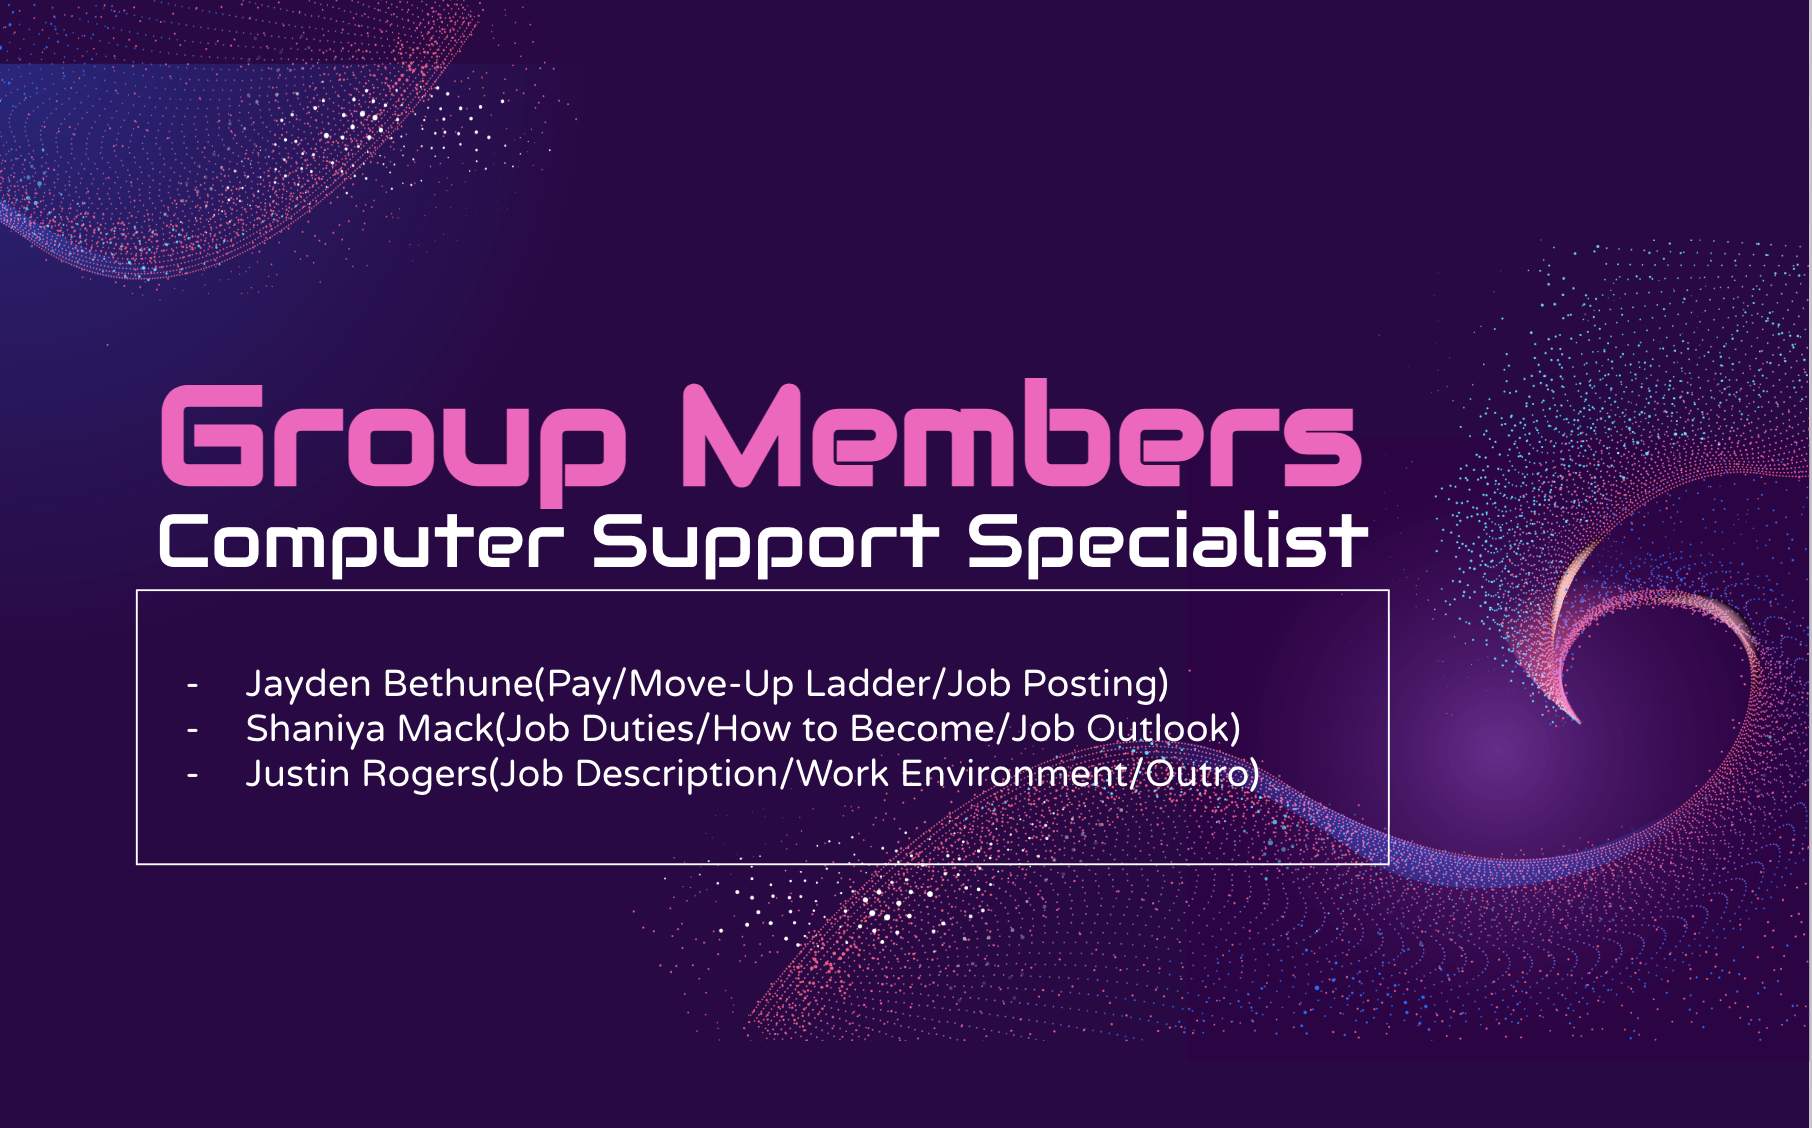 Group Members
Computer Support Specialist
- Jayden Bethune(Pay/Move-Up Ladder/Job Posting)
- Shaniya Mack(Job Duties/How to Become/Job Outlook)
- Justin Rogers(Job Description/Work Environment/Outro)